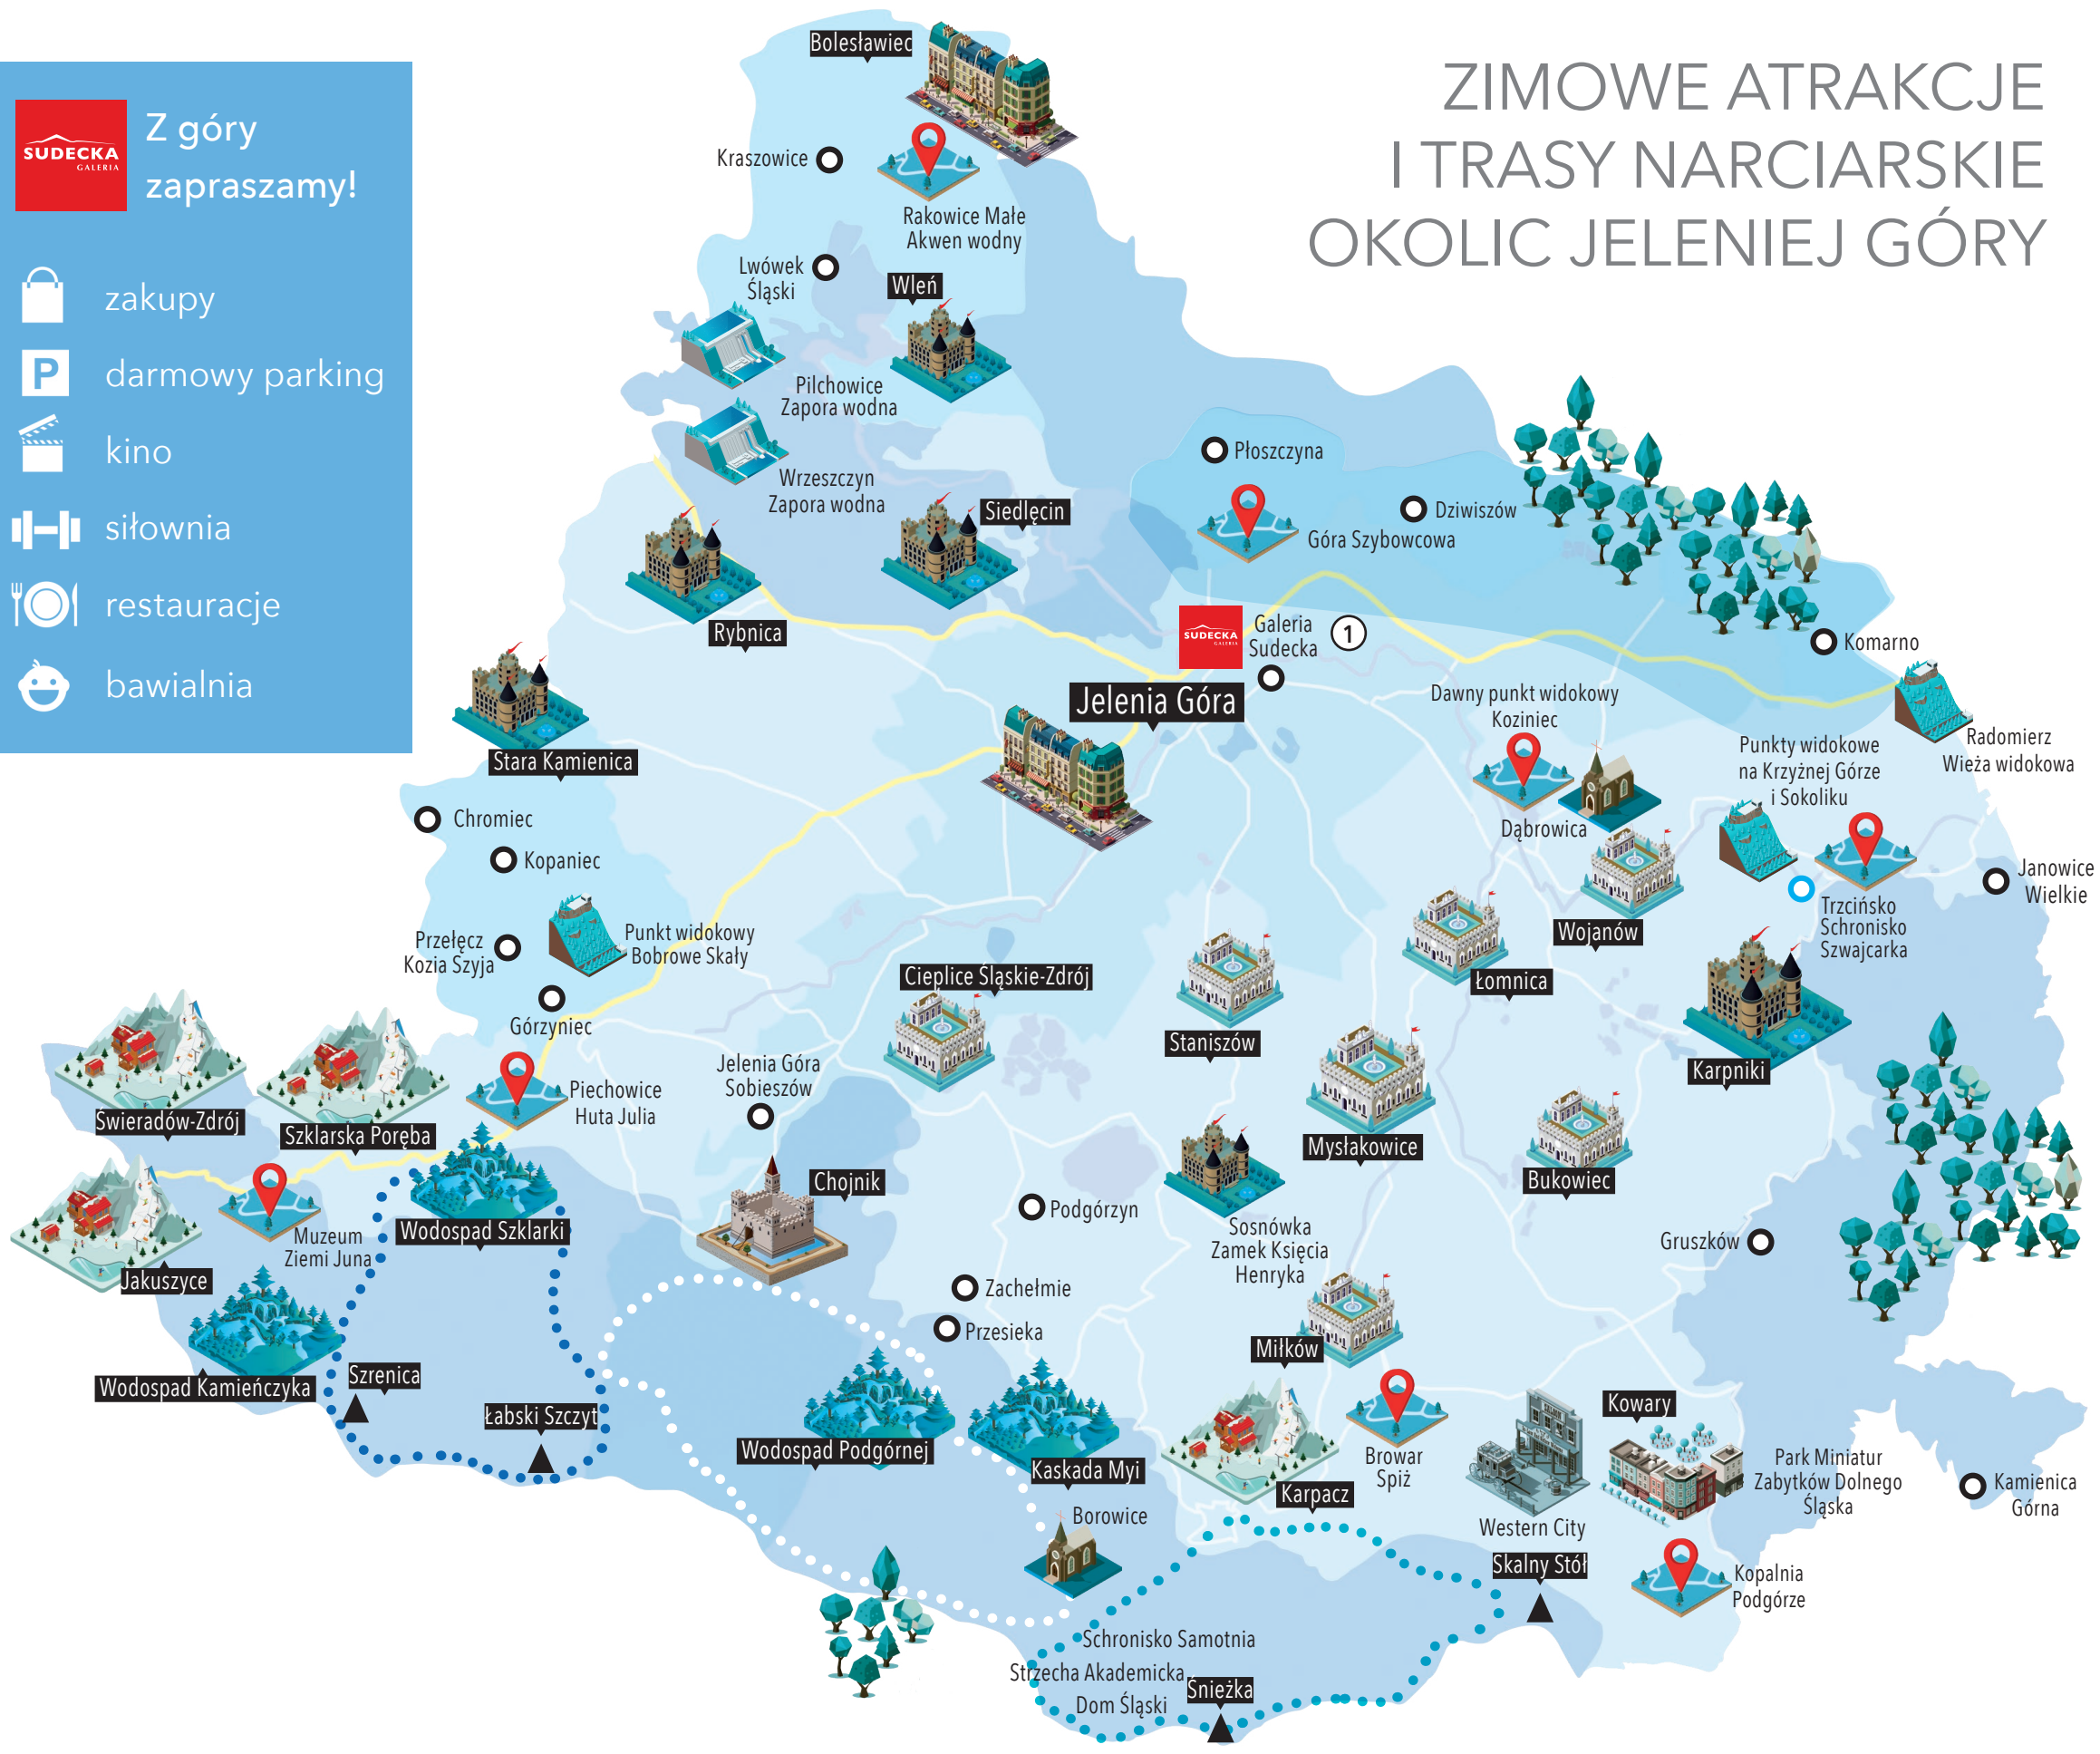 ZIMOWE ATRAKCJE
I TRASY NARCIARSKIE
OKOLIC JELENIEJ GÓRY
SUDECKA
GALERIA
Z góry
zapraszamy!
zakupy
P
darmowy parking
kino
siłownia
restauracje
bawialnia
Bolesławiec
Kraszowice
Rakowice Małe
Akwen wodny
Lwówek
Śląski
Wleń
Pilchowice
Zapora wodna
Wrzeszczyn
Zapora wodna
Siedlęcin
Rybnica
Płoszczyna
Dziwiszów
Góra Szybowcowa
SUDECKA
GALERIA
Galeria
Sudecka
1
Jelenia Góra
Komarno
Radomierz
Wieża widokowa
Dawny punkt widokowy
Koziniec
Dąbrowica
Punkty widokowe
na Krzyżnej Górze
i Sokoliku
Janowice
Wielkie
Trzcińsko
Schronisko
Szwajcarka
Stara Kamienica
Chromiec
Kopaniec
Przełęcz
Kozia Szyja
Punkt widokowy
Bobrowe Skały
Górzyniec
Cieplice Śląskie-Zdrój
Staniszów
Łomnica
Wojanów
Karpniki
Mysłakowice
Bukowiec
Świeradów-Zdrój
Szklarska Poręba
Piechowice
Huta Julia
Jelenia Góra
Sobieszów
Jakuszyce
Muzeum
Ziemi Juna
Wodospad Szklarki
Chojnik
Podgórzyn
Sosnówka
Zamek Księcia
Henryka
Gruszków
Zachełmie
Przesieka
Wodospad Kamieńczyka
Szrenica
Łabski Szczyt
Wodospad Podgórnej
Kaskada Myi
Miłków
Browar
Spiż
Karpacz
Borowice
Western City
Kowary
Park Miniatur
Zabytków Dolnego
Śląska
Kamienica
Górna
Skalny Stół
Kopalnia
Podgórze
Schronisko Samotnia
Strzecha Akademicka
Dom Śląski
Śnieżka